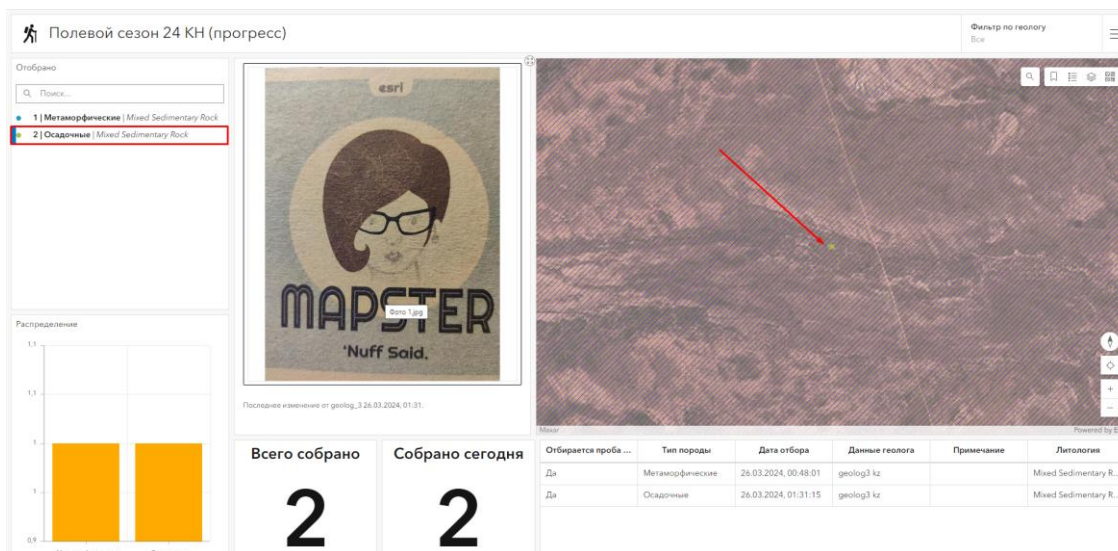 Полевой сезон 24 КН (прогресс)
Фильтр по геологу
Все
Отобрано
Поиск...
1 | Метаморфические | Mixed Sedimentary Rock
2 | Осадочные | Mixed Sedimentary Rock
esri
MAPSTER
Фото 1.jpg
'Nuff Said.
Последнее изменение от geolog_3 26.03.2024, 01:31.
Maxar
Powered by E
Распределение
1,1
1,1
1
1
0,9
Всего собрано
2
Собрано сегодня
2
Отбирается проба ... Тип породы Дата отбора Данные геолога Примечание Литология
Да Метаморфические 26.03.2024, 00:48:01 geolog3 kz Mixed Sedimentary R...
Да Осадочные 26.03.2024, 01:31:15 geolog3 kz Mixed Sedimentary R...